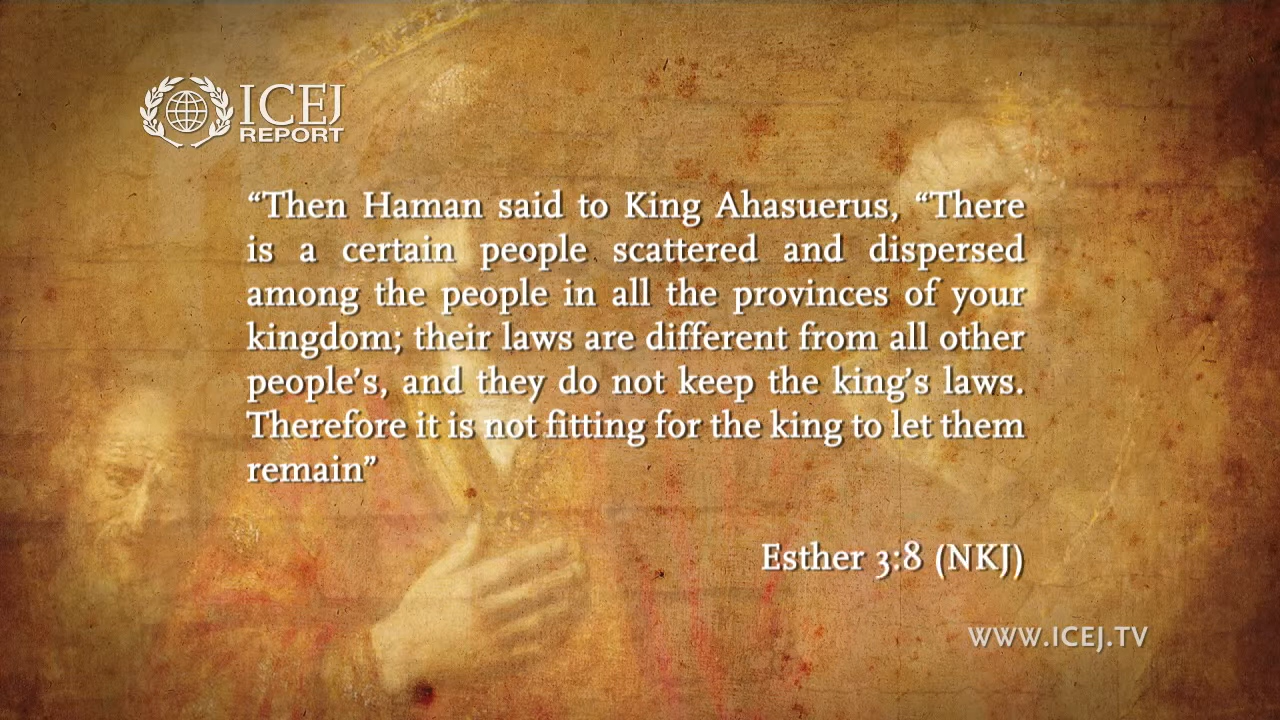 ICEJ
REPORT
“Then Haman said to King Ahasuerus, “There
is a certain people scattered and dispersed
among the people in all the provinces of your
kingdom; their laws are different from all other
people’s, and they do not keep the king’s laws.
Therefore it is not fitting for the king to let them
remain”
Esther 3:8 (NKJ)
WWW.ICEJ.TV